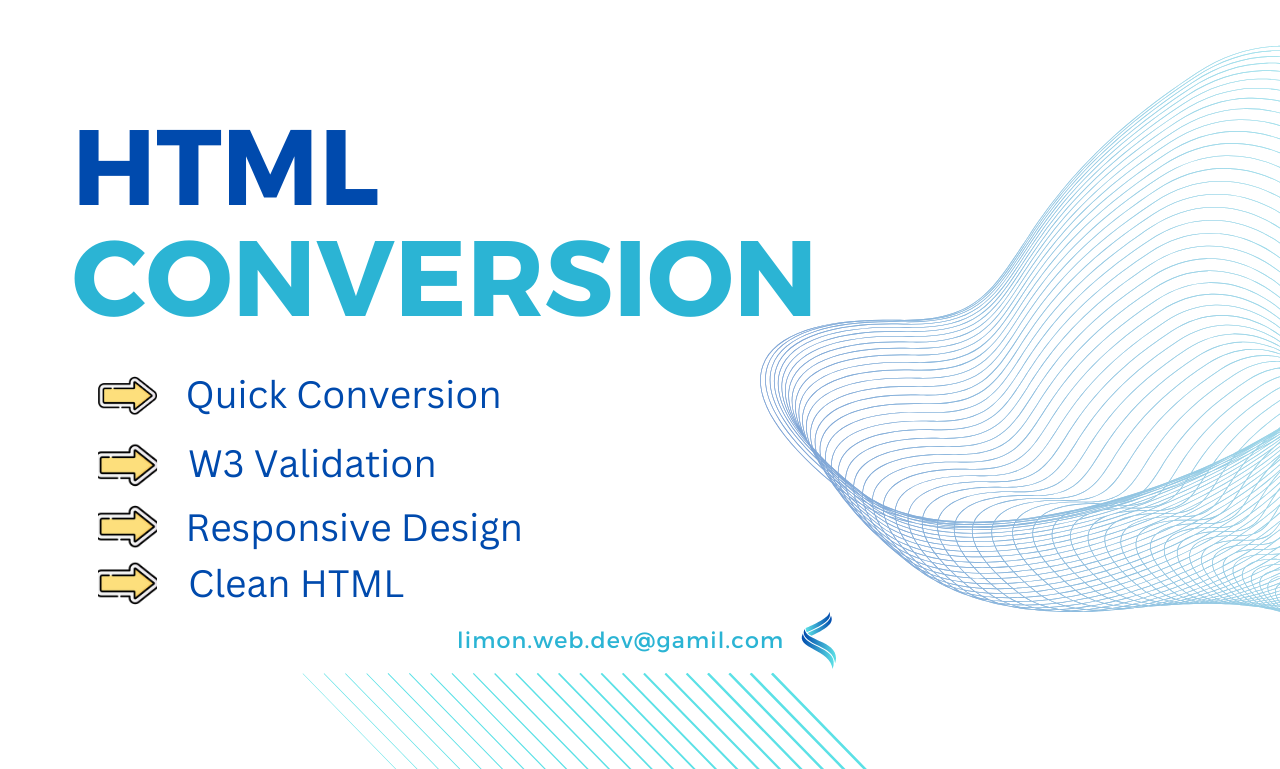 HTML
CONVERSION
Quick Conversion
W3 Validation
Responsive Design
Clean HTML
limon.web.dev@gamil.com